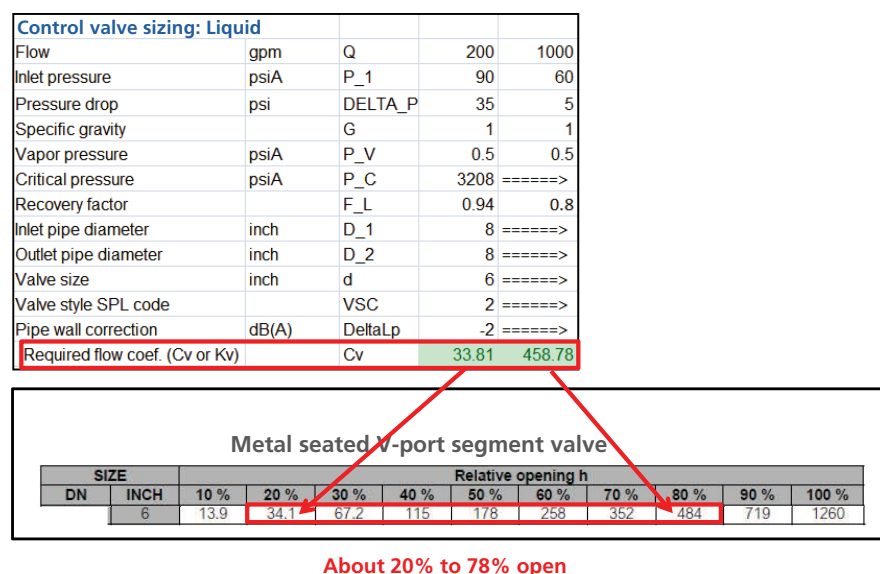 Control valve sizing: Liquid
Flow gpm Q 200 1000
Inlet pressure psiA P_1 90 60
Pressure drop psi DELTA_P 35 5
Specific gravity G 1 1
Vapor pressure psiA P_V 0.5 0.5
Critical pressure psiA P_C 3208 ======>
Recovery factor F_L 0.94 0.8
Inlet pipe diameter inch D_1 8 ======>
Outlet pipe diameter inch D_2 8 ======>
Valve size inch d 6 ======>
Valve style SPL code VSC 2 ======>
Pipe wall correction dB(A) DeltaLp -2 ======>
Required flow coef. (Cv or Kv) Cv 33.81 458.78
Metal seated V-port segment valve
SIZE Relative opening h
DN INCH 10 % 20 % 30 % 40 % 50 % 60 % 70 % 80 % 90 % 100 %
6 13.9 34.1 67.2 115 178 258 352 484 719 1260
About 20% to 78% open